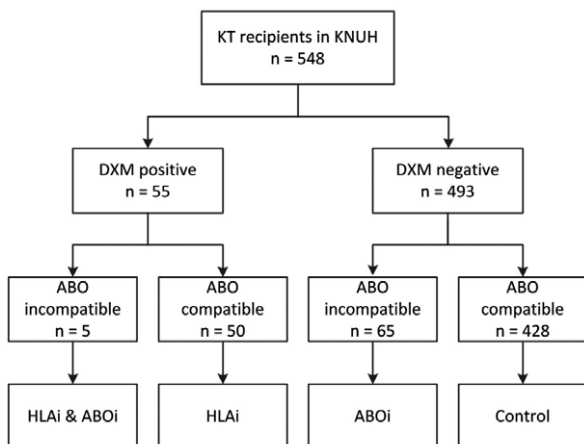 KT recipients in KNUH
n = 548
DXM positive
n = 55
DXM negative
n = 493
ABO
incompatible
n = 5
ABO
compatible
n = 50
ABO
incompatible
n = 65
ABO
compatible
n = 428
HLAi & ABOi
HLAi
ABOi
Control